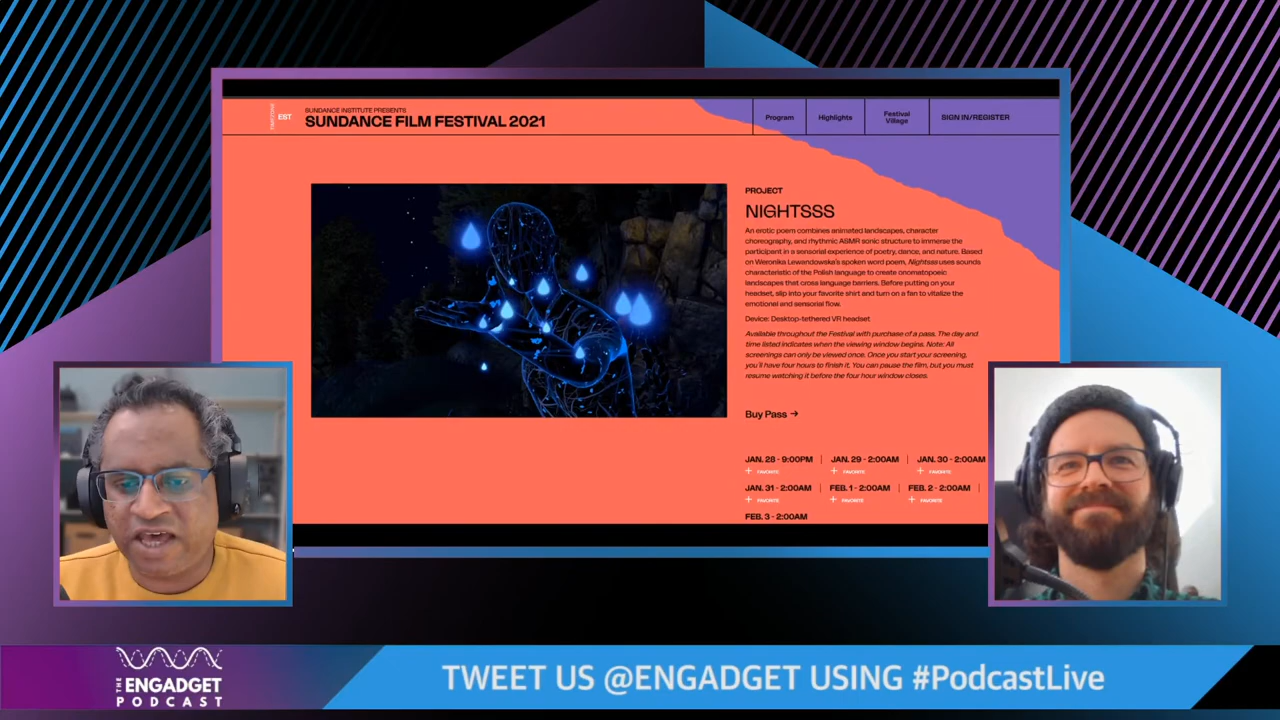 TIMEZONE
EST
SUNDANCE INSTITUTE PRESENTS
SUNDANCE FILM FESTIVAL 2021
Program
Highlights
Festival
Village
SIGN IN/REGISTER
PROJECT
NIGHTSSS
An erotic poem combines animated landscapes, character
choreography, and rhythmic ASMR sonic structure to immerse the
participant in a sensorial experience of poetry, dance, and nature. Based
on Weronika Lewandowska's spoken word poem, Nightsss uses sounds
characteristic of the Polish language to create onomatopoeic
landscapes that cross language barriers. Before putting on your
headset, slip into your favorite shirt and turn on a fan to vitalize the
emotional and sensorial flow.
Device: Desktop-tethered VR headset
Available throughout the Festival with purchase of a pass. The day and
time listed indicates when the viewing window begins. Note: All
screenings can only be viewed once. Once you start your screening,
you'll have four hours to finish it. You can pause the film, but you must
resume watching it before the four hour window closes.
Buy Pass →
JAN. 28 - 9:00PM | JAN. 29 - 2:00AM | JAN. 30 - 2:00AM
+ FAVORITE + FAVORITE + FAVORITE
JAN. 31 - 2:00AM | FEB. 1 - 2:00AM | FEB. 2 - 2:00AM |
+ FAVORITE + FAVORITE + FAVORITE
FEB. 3 - 2:00AM
THE
ENGADGET
PODCAST
TWEET US @ENGADGET USING #PodcastLive